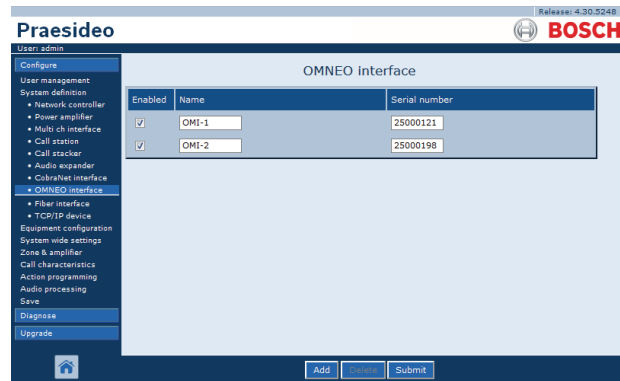 Release: 4.30.5248
Praesideo
BOSCH
User: admin
Configure
User management
System definition
• Network controller
• Power amplifier
• Multi ch interface
• Call station
• Call stacker
• Audio expander
• CobraNet interface
• OMNEO interface
• Fiber interface
• TCP/IP device
Equipment configuration
System wide settings
Zone & amplifier
Call characteristics
Action programming
Audio processing
Save
Diagnose
Upgrade
OMNEO interface
Enabled Name Serial number
OMI-1 25000121
OMI-2 25000198
Add Delete Submit